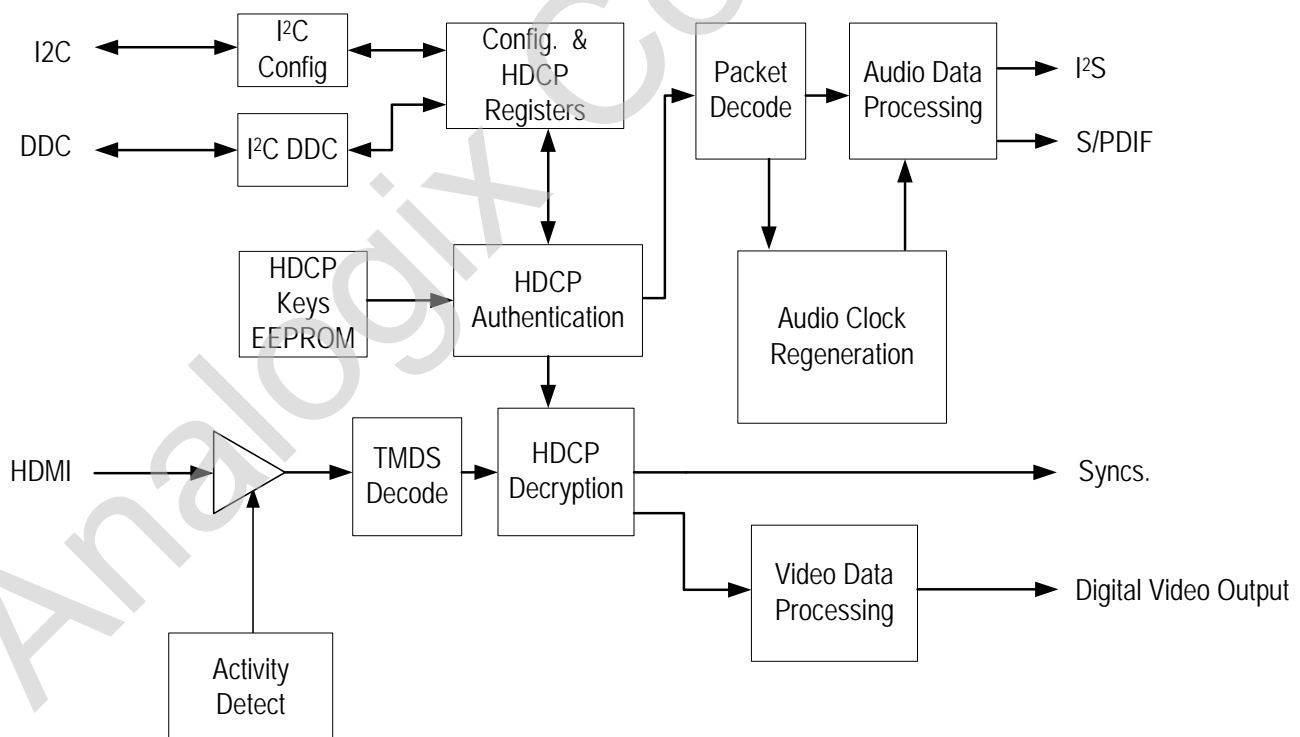 I2C
I²C
Config
Config. &
HDCP
Registers
Packet
Decode
Audio Data
Processing
I²S
S/PDIF
DDC
I²C DDC
HDCP
Keys
EEPROM
HDCP
Authentication
Audio Clock
Regeneration
HDMI
TMDS
Decode
HDCP
Decryption
Syncs.
Video Data
Processing
Digital Video Output
Activity
Detect
Analogix Co